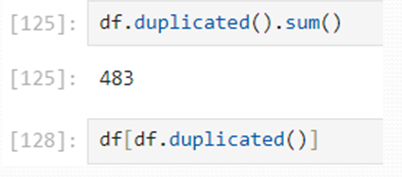 [125]: df.duplicated().sum()
[125]: 483
[128]: df[df.duplicated()]